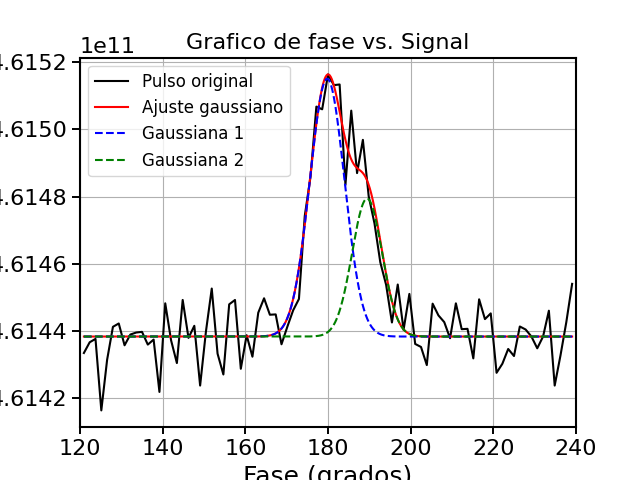 Grafico de fase vs. Signal
1e11
Pulso original
Ajuste gaussiano
Gaussiana 1
Gaussiana 2
.6152
.6150
.6148
.6146
.6144
.6142
120 140 160 180 200 220 240
Fase (grados)